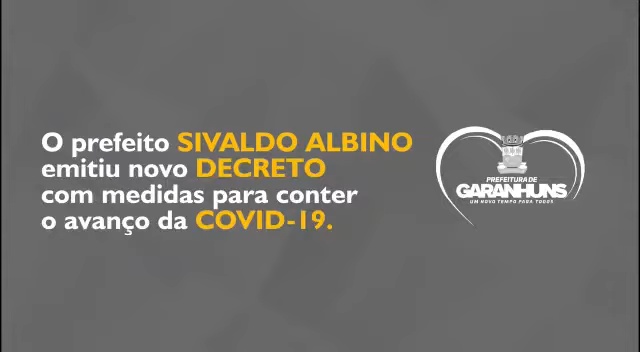 O prefeito SIVALDO ALBINO
emitiu novo DECRETO
com medidas para conter
o avanço da COVID-19.
PREFEITURA DE
GARANHUNS
UM NOVO TEMPO PARA TODOS